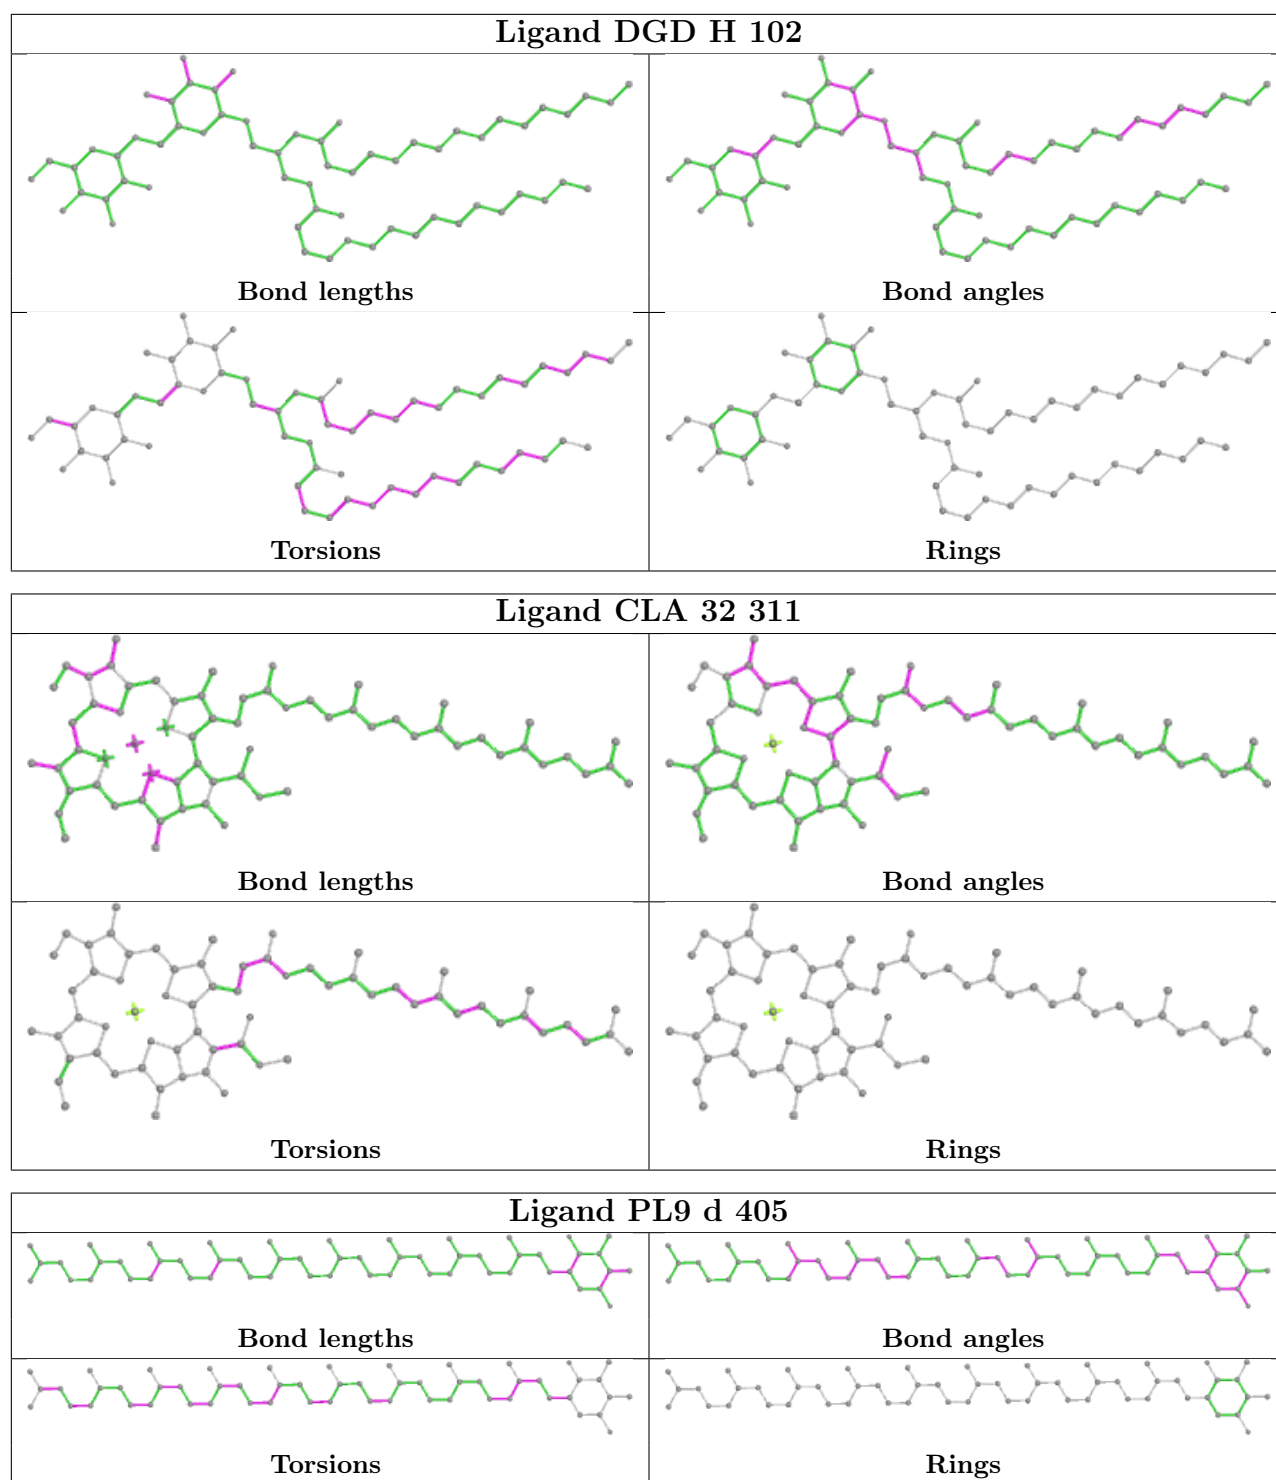 Ligand DGD H 102
Bond lengths
Bond angles
Torsions
Rings
Ligand CLA 32 311
Bond lengths
Bond angles
Torsions
Rings
Ligand PL9 d 405
Bond lengths
Bond angles
Torsions
Rings